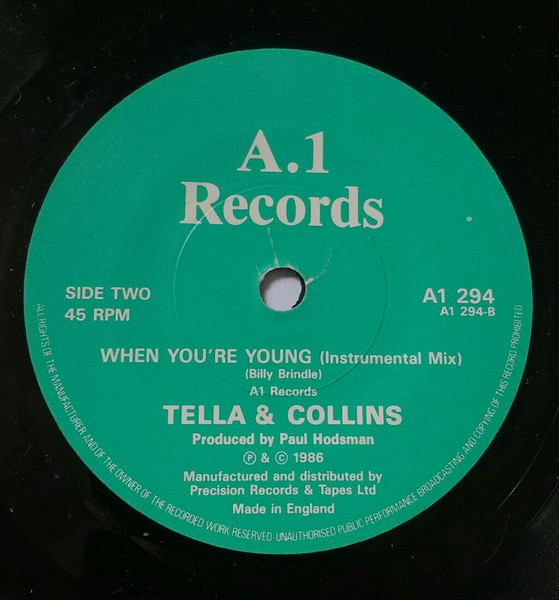 A.1
Records
SIDE TWO
45 RPM
A1 294
A1 294-B
WHEN YOU'RE YOUNG (Instrumental Mix)
(Billy Brindle)
A1 Records
TELLA & COLLINS
Produced by Paul Hodsman
Ⓟ & © 1986
Manufactured and distributed by
Precision Records & Tapes Ltd
Made in England
ALL RIGHTS OF THE MANUFACTURER AND OF THE OWNER OF THE RECORDED WORK RESERVED UNAUTHORISED PUBLIC PERFORMANCE BROADCASTING AND COPYING OF THIS RECORD PROHIBITED